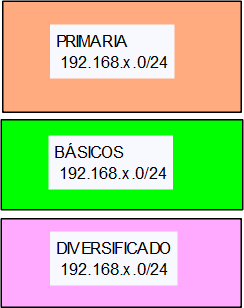 PRIMARIA
192.168.x .0/24
BÁSICOS
192.168.x .0/24
DIVERSIFICADO
192.168.x .0/24